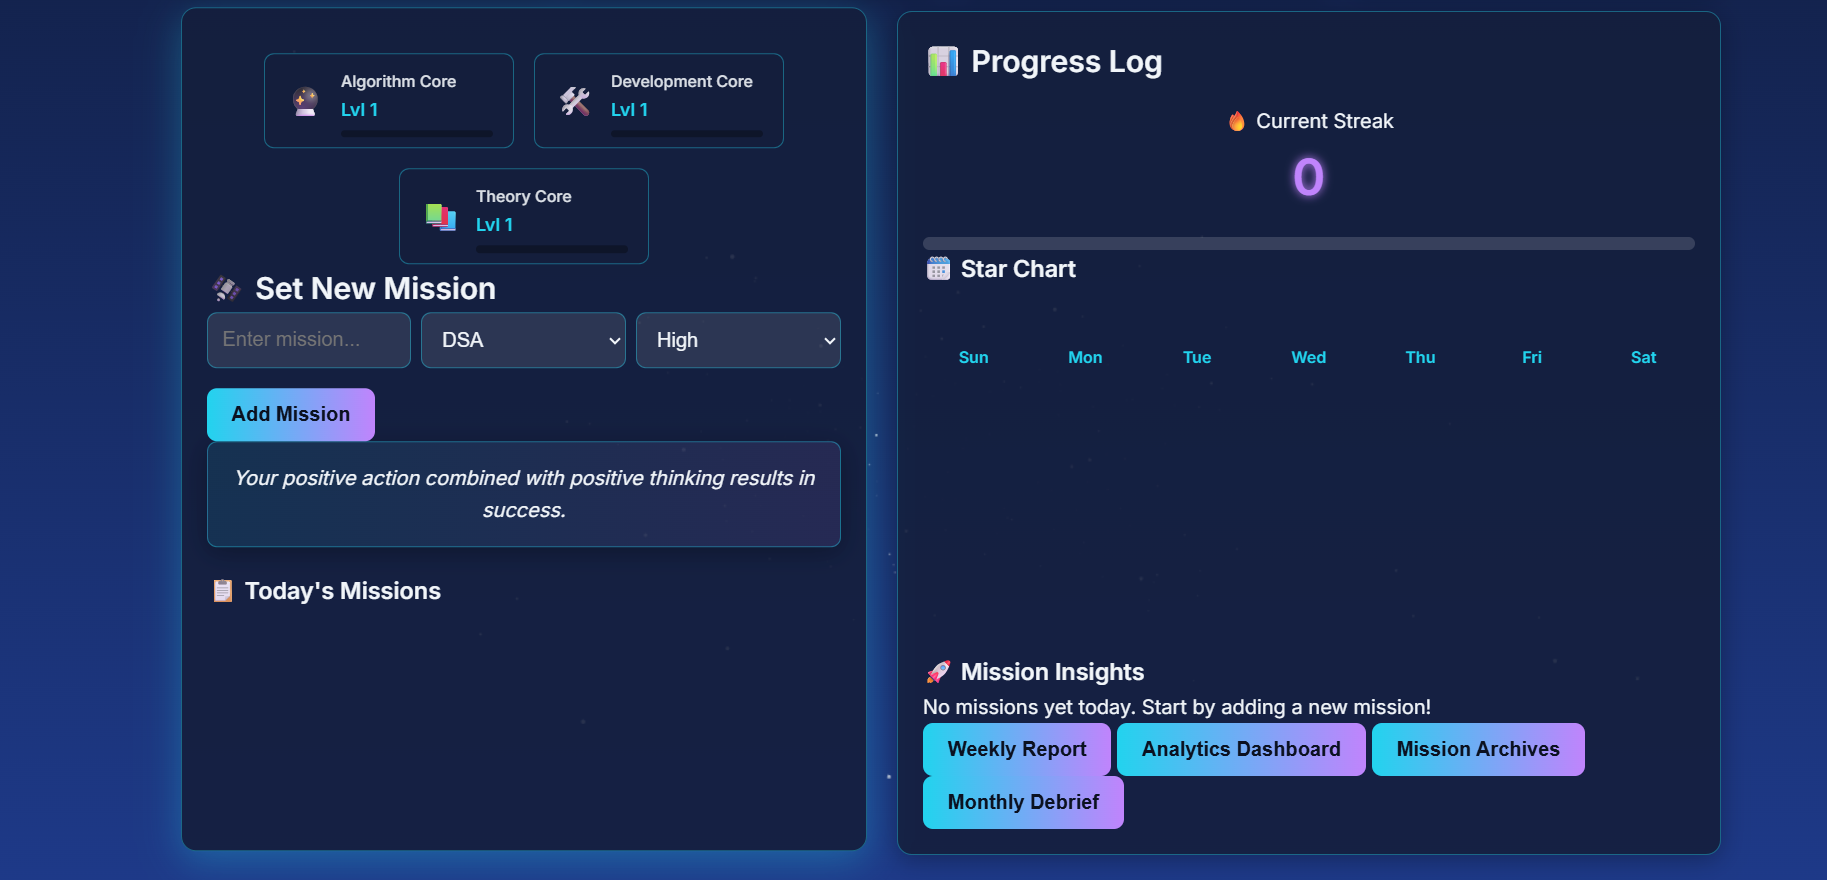 Algorithm Core
Lvl 1
Development Core
Lvl 1
Theory Core
Lvl 1
Set New Mission
Enter mission...
DSA
High
Add Mission
Your positive action combined with positive thinking results in
success.
Today's Missions
Progress Log
Current Streak
0
Star Chart
Sun Mon Tue Wed Thu Fri Sat
Mission Insights
No missions yet today. Start by adding a new mission!
Weekly Report
Analytics Dashboard
Mission Archives
Monthly Debrief